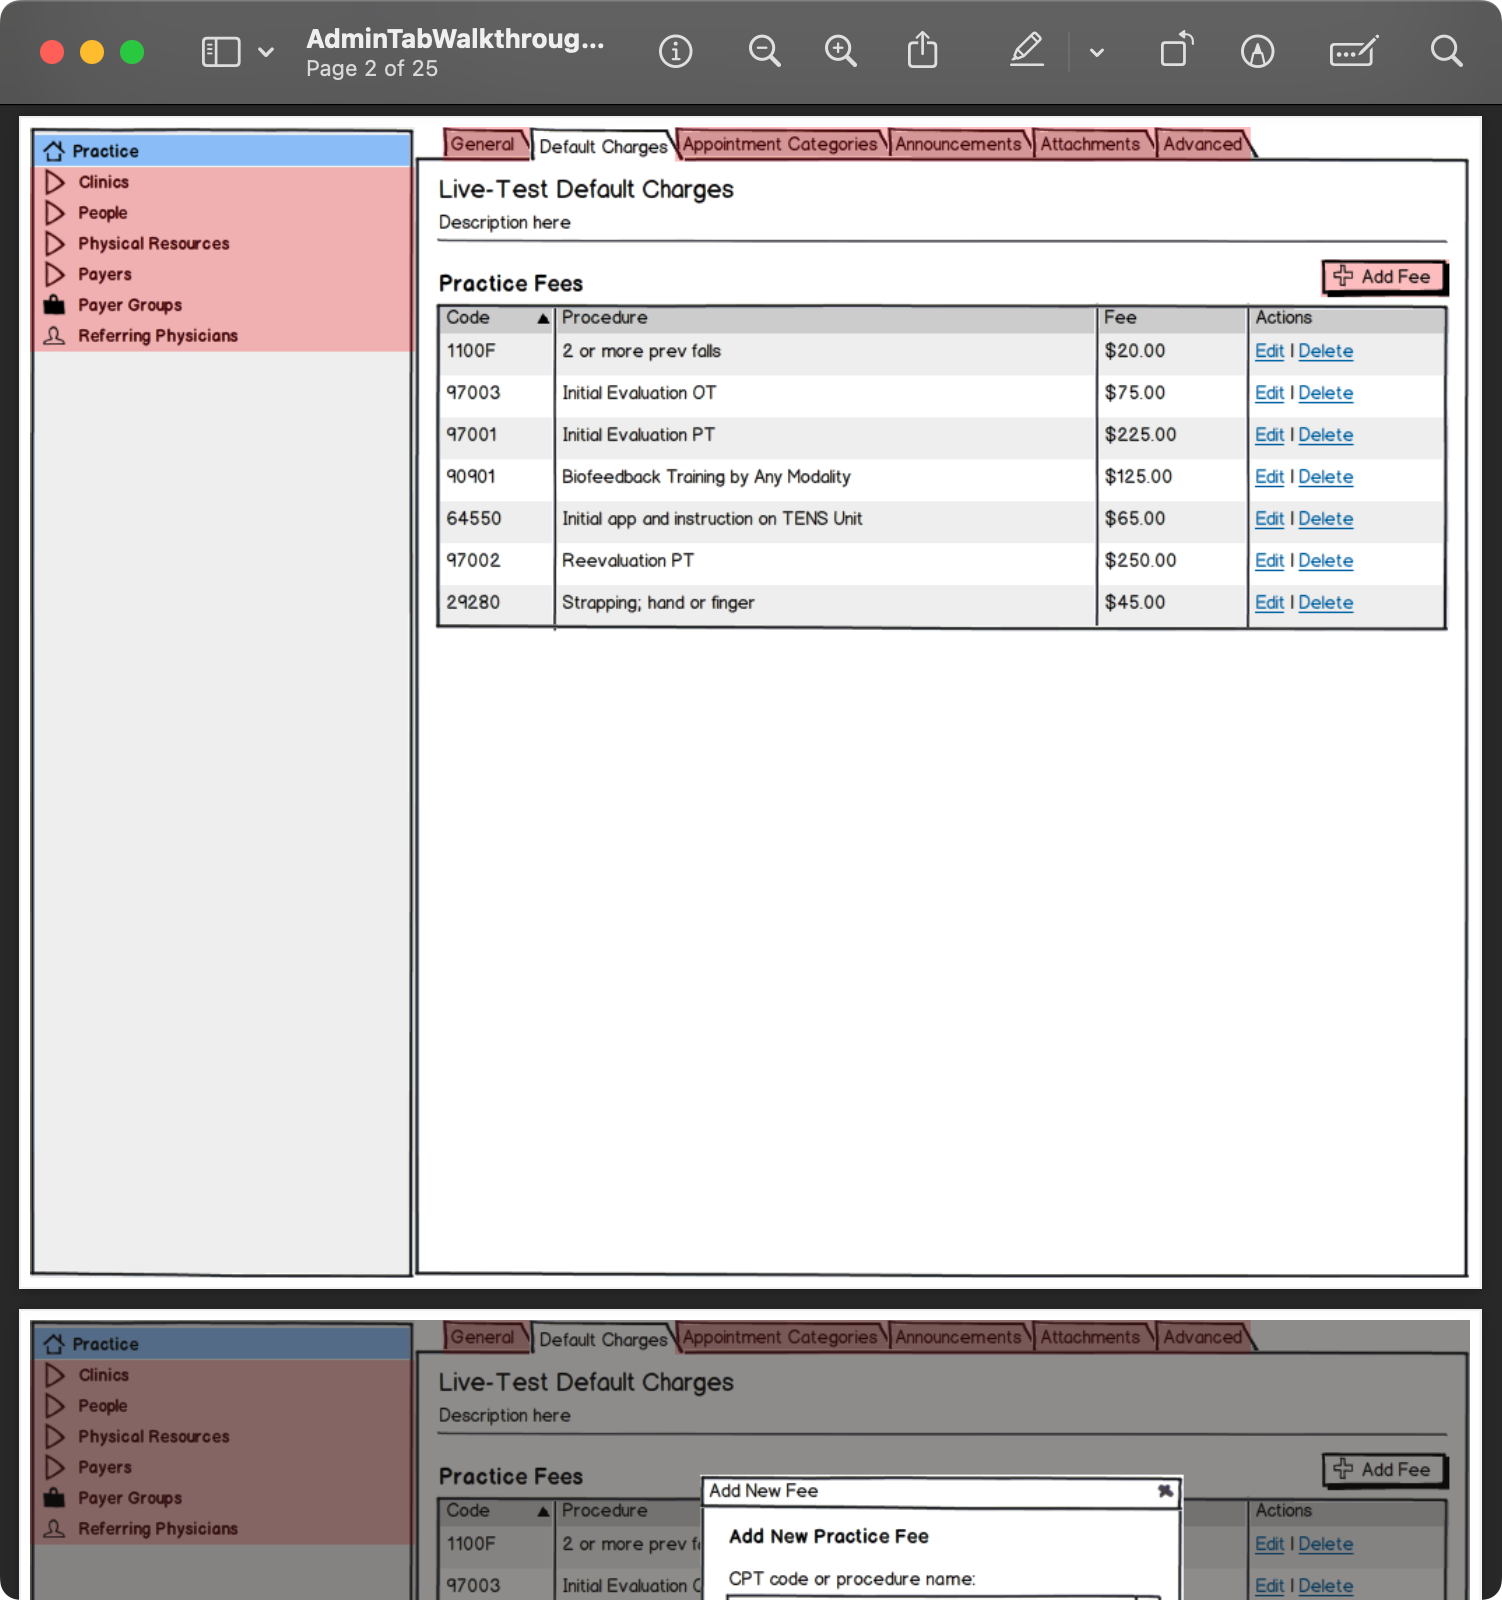 AdminTabWalkthroug...
Page 2 of 25
Practice
Clinics
People
Physical Resources
Payers
Payer Groups
Referring Physicians
General Default Charges Appointment Categories Announcements Attachments Advanced
Live-Test Default Charges
Description here
Practice Fees
Add Fee
Code Procedure Fee Actions
1100F 2 or more prev falls $20.00 Edit | Delete
97003 Initial Evaluation OT $75.00 Edit | Delete
97001 Initial Evaluation PT $225.00 Edit | Delete
90901 Biofeedback Training by Any Modality $125.00 Edit | Delete
64550 Initial app and instruction on TENS Unit $65.00 Edit | Delete
97002 Reevaluation PT $250.00 Edit | Delete
29280 Strapping; hand or finger $45.00 Edit | Delete
Practice
Clinics
People
Physical Resources
Payers
Payer Groups
Referring Physicians
General Default Charges Appointment Categories Announcements Attachments Advanced
Live-Test Default Charges
Description here
Practice Fees
Add Fee
Code Procedure Actions
1100F 2 or more prev Edit | Delete
97003 Initial Evaluation Edit | Delete
Add New Fee
Add New Practice Fee
CPT code or procedure name: